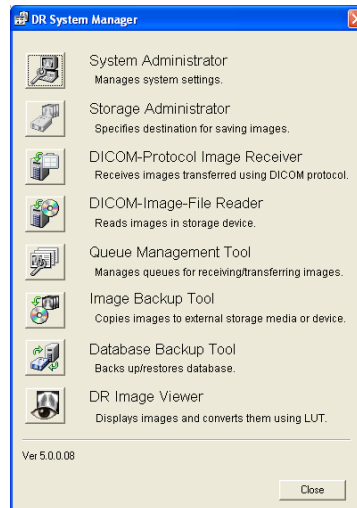 DR System Manager
System Administrator
Manages system settings.
Storage Administrator
Specifies destination for saving images.
DICOM-Protocol Image Receiver
Receives images transferred using DICOM protocol.
DICOM-Image-File Reader
Reads images in storage device.
Queue Management Tool
Manages queues for receiving/transferring images.
Image Backup Tool
Copies images to external storage media or device.
Database Backup Tool
Backs up/restores database.
DR Image Viewer
Displays images and converts them using LUT.
Ver 5.0.0.08
Close